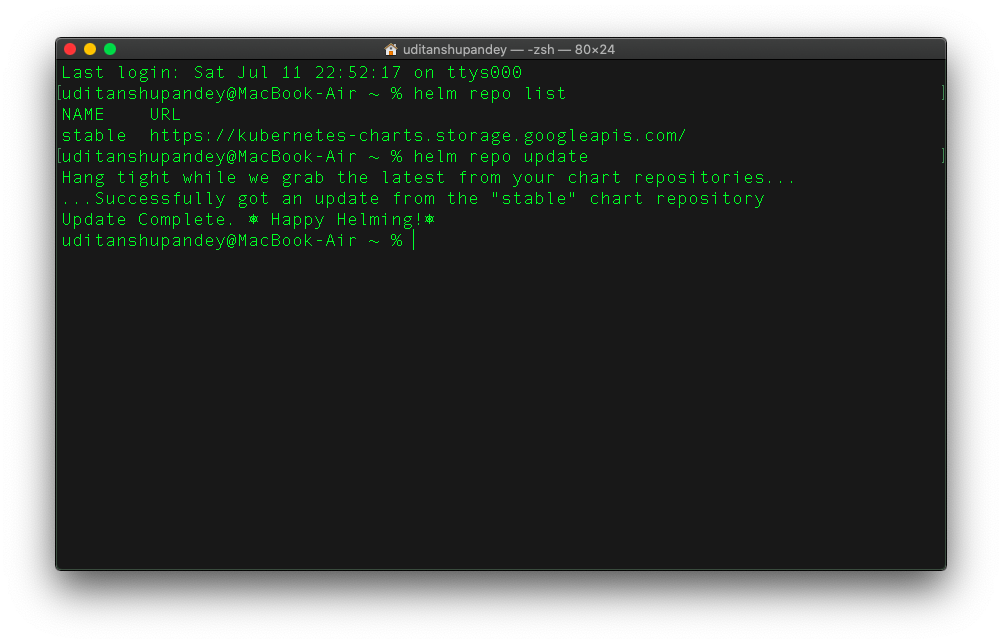 uditanshupandey — -zsh — 80×24
Last login: Sat Jul 11 22:52:17 on ttys000
[uditanshupandey@MacBook-Air ~ % helm repo list ]
NAME    URL
stable  https://kubernetes-charts.storage.googleapis.com/
[uditanshupandey@MacBook-Air ~ % helm repo update ]
Hang tight while we grab the latest from your chart repositories...
...Successfully got an update from the "stable" chart repository
Update Complete. ⎈ Happy Helming!⎈
uditanshupandey@MacBook-Air ~ %